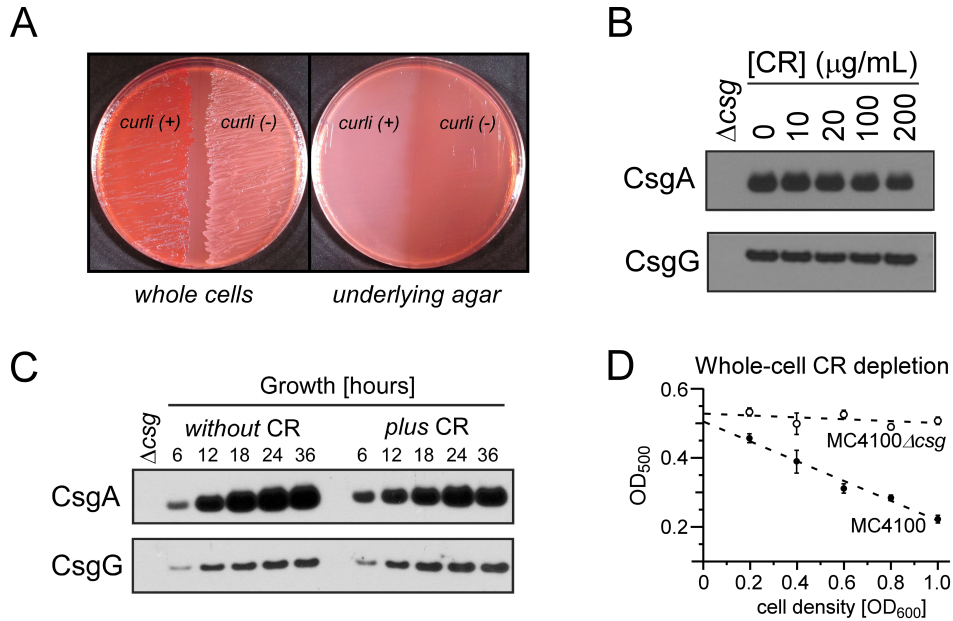 A
curli (+)
curli (-)
curli (+)
curli (-)
whole cells
underlying agar
B
[CR] (μg/mL)
Δcsg
0
10
20
100
200
CsgA
CsgG
C
Growth [hours]
without CR
plus CR
Δcsg
6 12 18 24 36
6 12 18 24 36
CsgA
CsgG
D
Whole-cell CR depletion
0.6
0.4
0.2
OD500
MC4100Δcsg
MC4100
0 0.2 0.4 0.6 0.8 1.0
cell density [OD600]